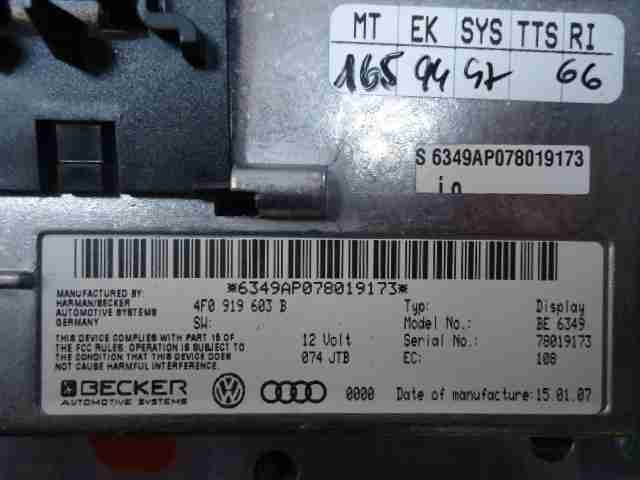 MT EK SYS TTS RI
165 94 97 66
S 6349AP078019173
*6349AP078019173*
MANUFACTURED BY:
HARMAN/BECKER
AUTOMOTIVE SYSTEMS
GERMANY
4F0 919 603 B
SW:
Typ: Display
Model No.: BE 6349
THIS DEVICE COMPLIES WITH PART 15 OF
THE FCC RULES. OPERATION IS SUBJECT TO
THE CONDITION THAT THIS DEVICE DOES
NOT CAUSE HARMFUL INTERFERENCE.
12 Volt
074 JTB
Serial No.: 78019173
EC: 108
BECKER
AUTOMOTIVE SYSTEMS
0000 Date of manufacture: 15.01.07